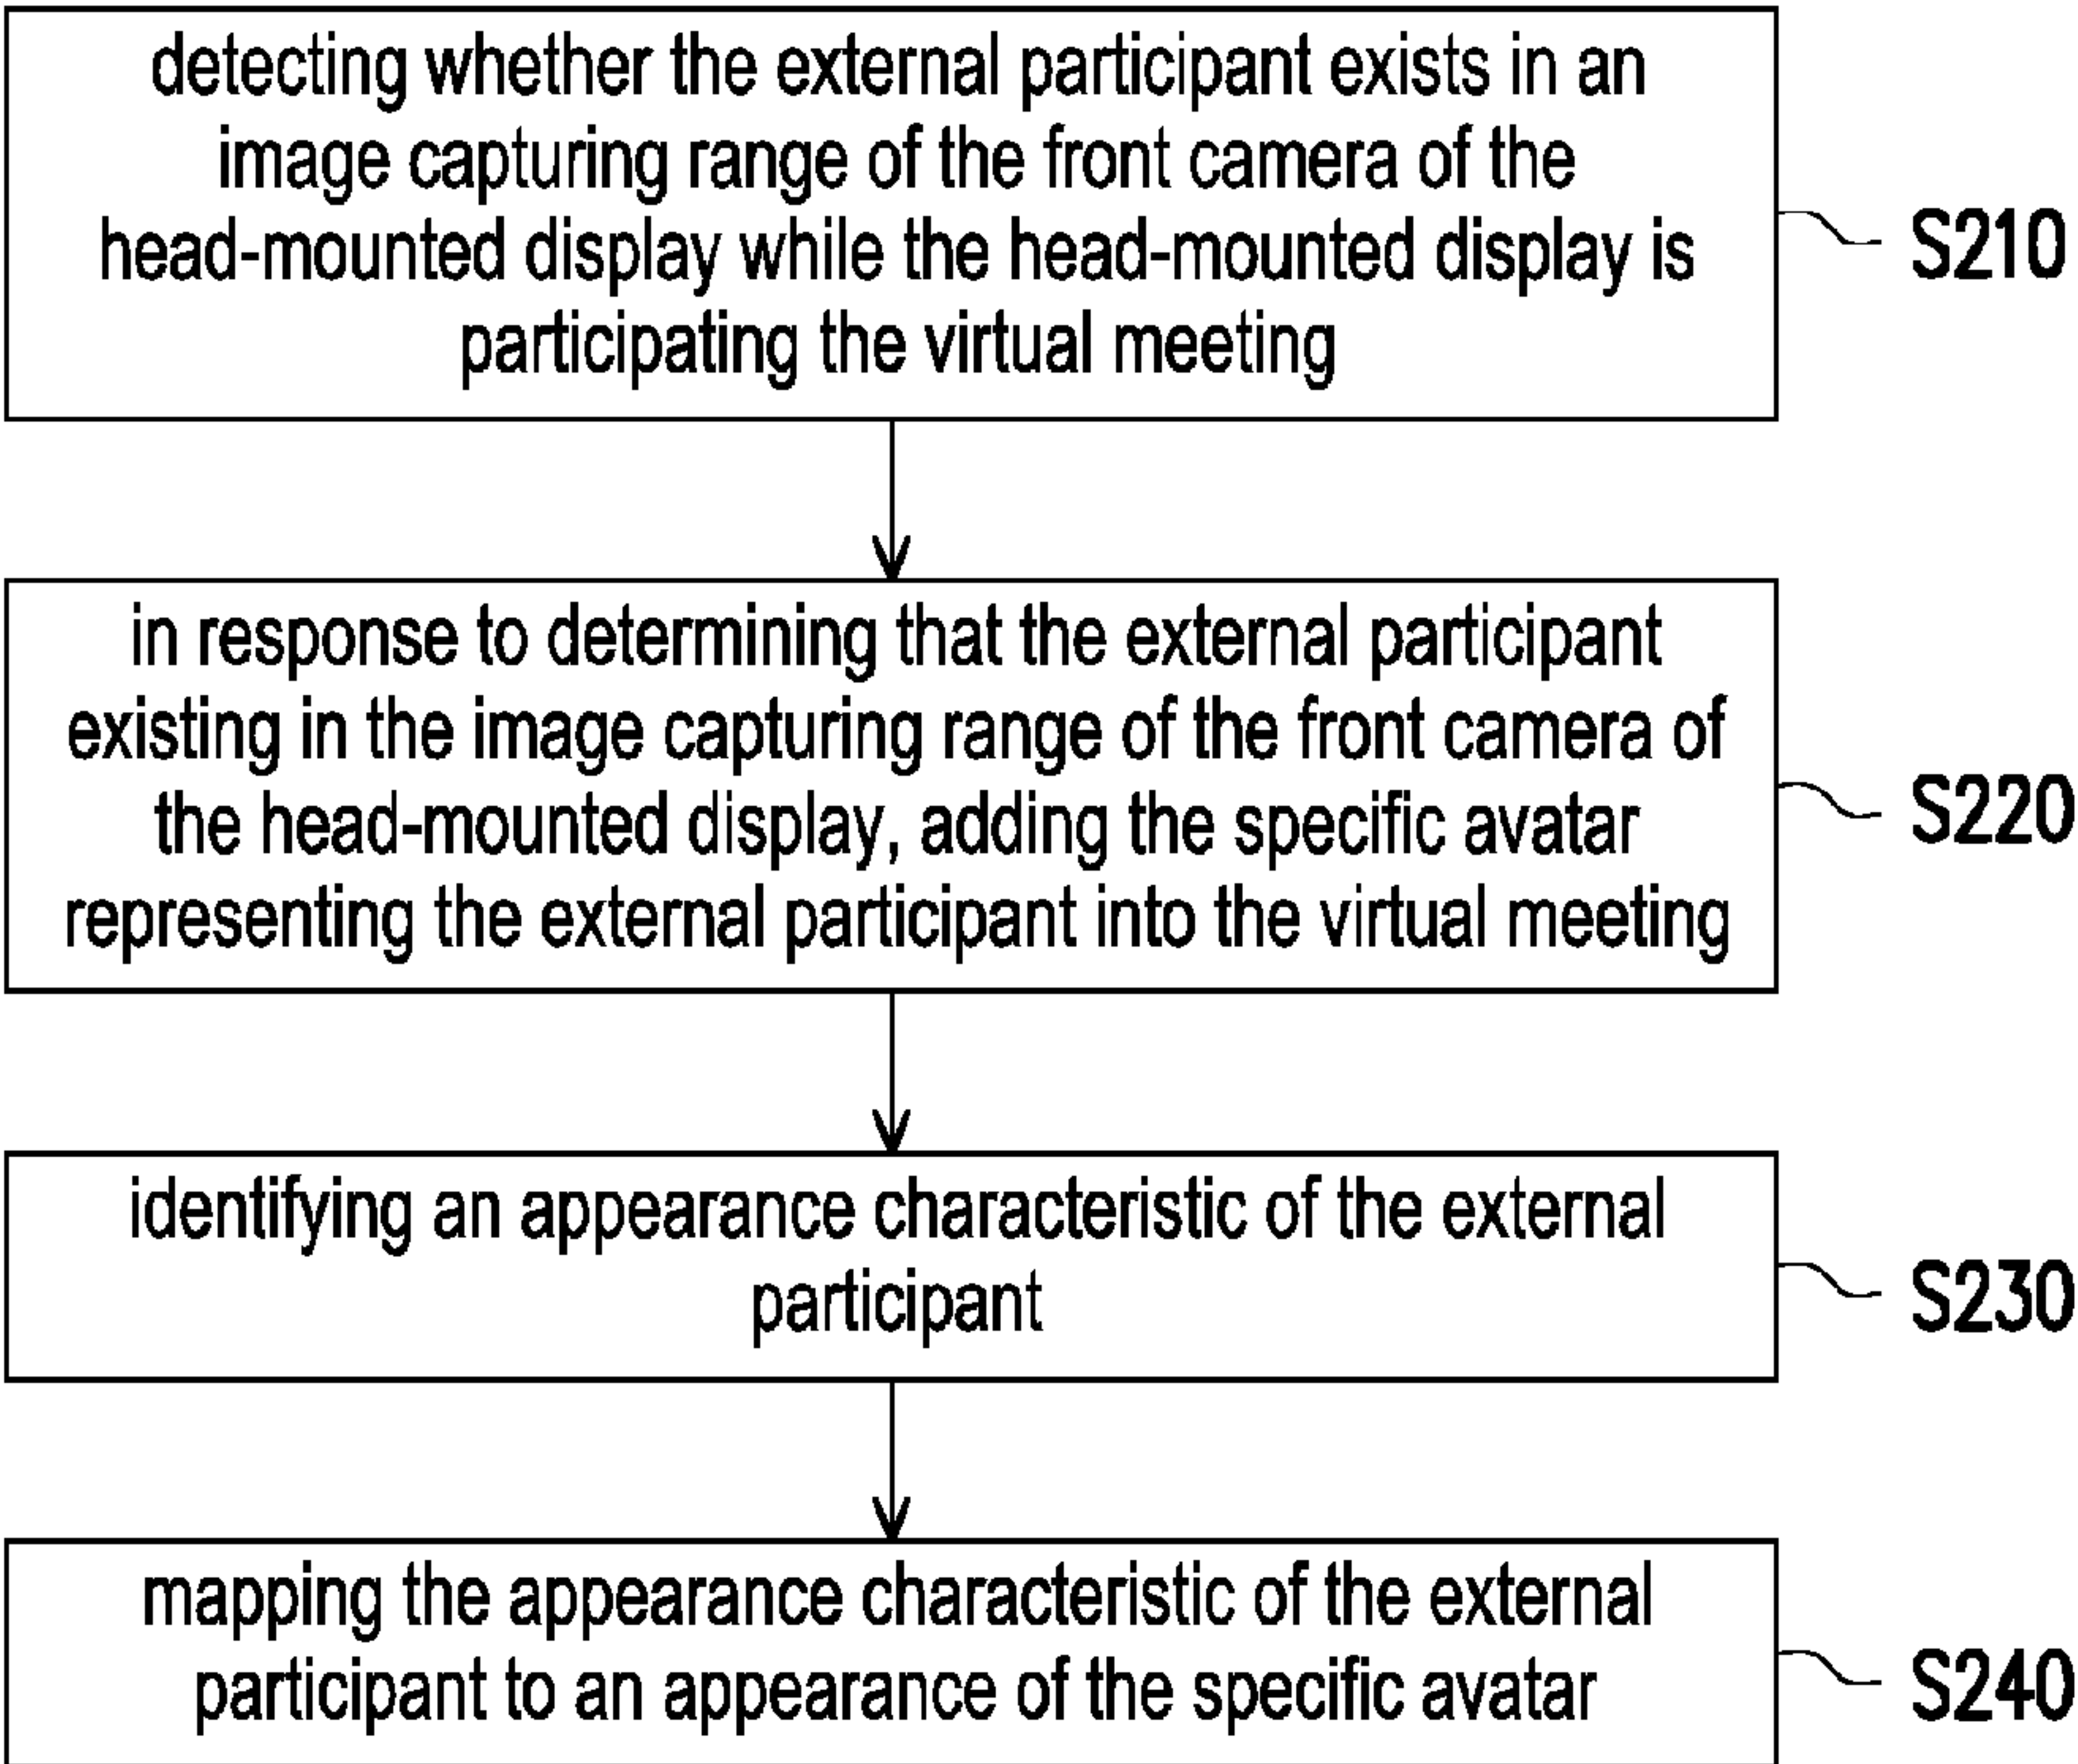 detecting whether the external participant exists in an
image capturing range of the front camera of the
head-mounted display while the head-mounted display is
participating the virtual meeting
S210
in response to determining that the external participant
existing in the image capturing range of the front camera of
the head-mounted display, adding the specific avatar
representing the external participant into the virtual meeting
S220
identifying an appearance characteristic of the external
participant
S230
mapping the appearance characteristic of the external
participant to an appearance of the specific avatar
S240